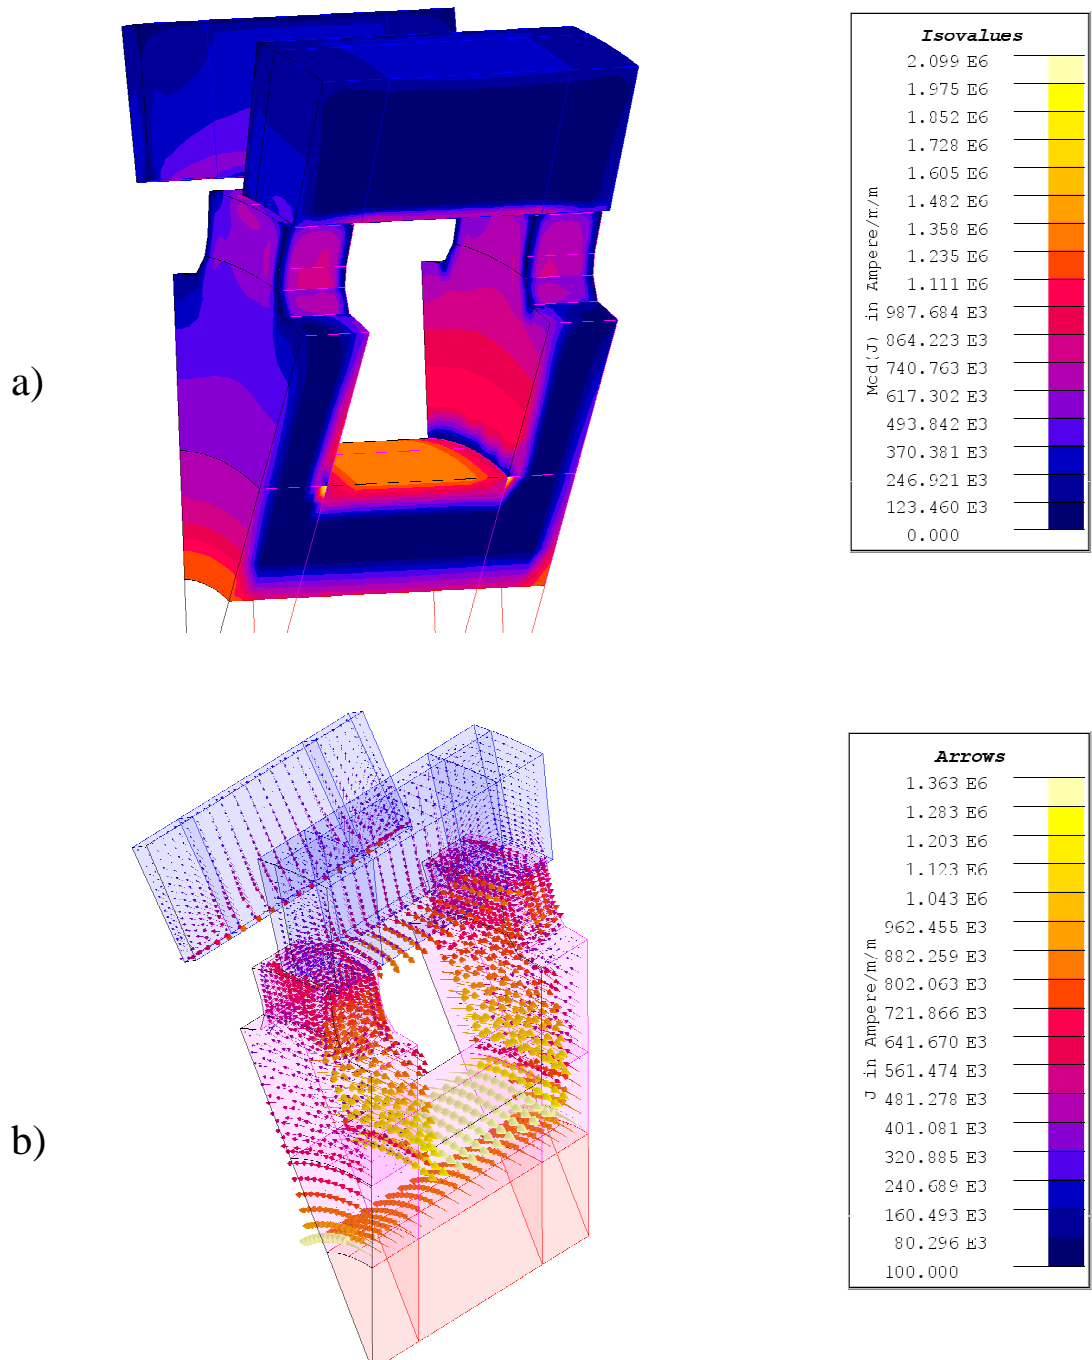 Isovalues
2.099 E6
1.975 E6
1.852 E6
1.728 E6
1.605 E6
1.482 E6
1.358 E6
1.235 E6
1.111 E6
987.684 E3
864.223 E3
740.763 E3
617.302 E3
493.842 E3
370.381 E3
246.921 E3
123.460 E3
0.000
Mcd(J) in Ampere/m/m
a)
Arrows
1.363 E6
1.283 E6
1.203 E6
1.123 E6
1.043 E6
962.455 E3
882.259 E3
802.063 E3
721.866 E3
641.670 E3
561.474 E3
481.278 E3
401.081 E3
320.885 E3
240.689 E3
160.493 E3
80.296 E3
100.000
J in Ampere/m/m
b)